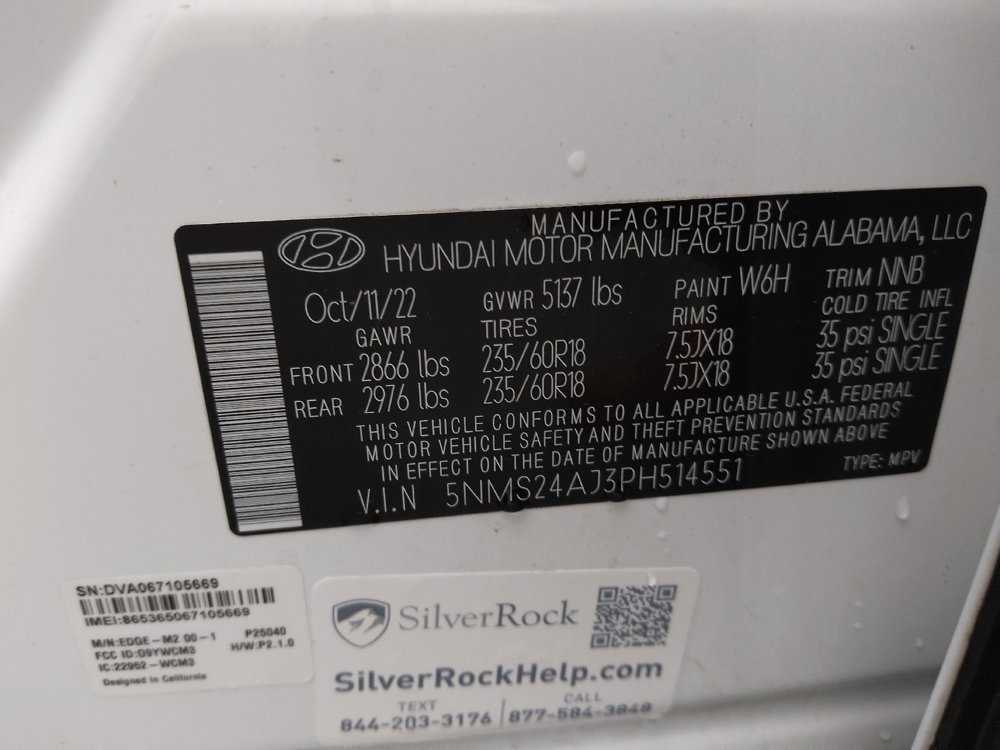 MANUFACTURED BY
HYUNDAI MOTOR MANUFACTURING ALABAMA, LLC
Oct/11/22 GVWR 5137 lbs PAINT W6H TRIM NNB
GAWR TIRES RIMS COLD TIRE INFL
FRONT 2866 lbs 235/60R18 7.5JX18 35 psi SINGLE
REAR 2976 lbs 235/60R18 7.5JX18 35 psi SINGLE
THIS VEHICLE CONFORMS TO ALL APPLICABLE U.S.A. FEDERAL
MOTOR VEHICLE SAFETY AND THEFT PREVENTION STANDARDS
IN EFFECT ON THE DATE OF MANUFACTURE SHOWN ABOVE
V.I.N 5NMS24AJ3PH514551 TYPE: MPV
SN:DVA067105669
IMEI:865365067105669
M/N:EDGE-M2 00-1 P25040
FCC ID:O9YWCM3 H/W:P2.1.0
IC:22952-WCM3
Designed in California
SilverRock
SilverRockHelp.com
TEXT CALL
844-203-3176 877-584-3848